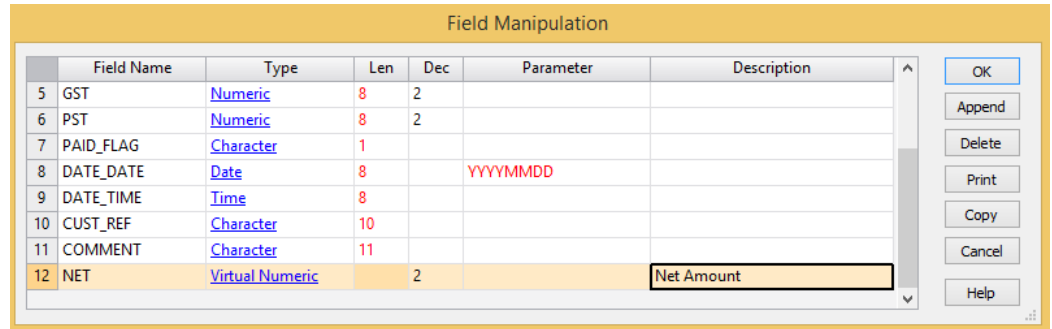 Field Manipulation
Field Name Type Len Dec Parameter Description
5 GST Numeric 8 2
6 PST Numeric 8 2
7 PAID_FLAG Character 1
8 DATE_DATE Date 8 YYYYMMDD
9 DATE_TIME Time 8
10 CUST_REF Character 10
11 COMMENT Character 11
12 NET Virtual Numeric 2 Net Amount
OK
Append
Delete
Print
Copy
Cancel
Help